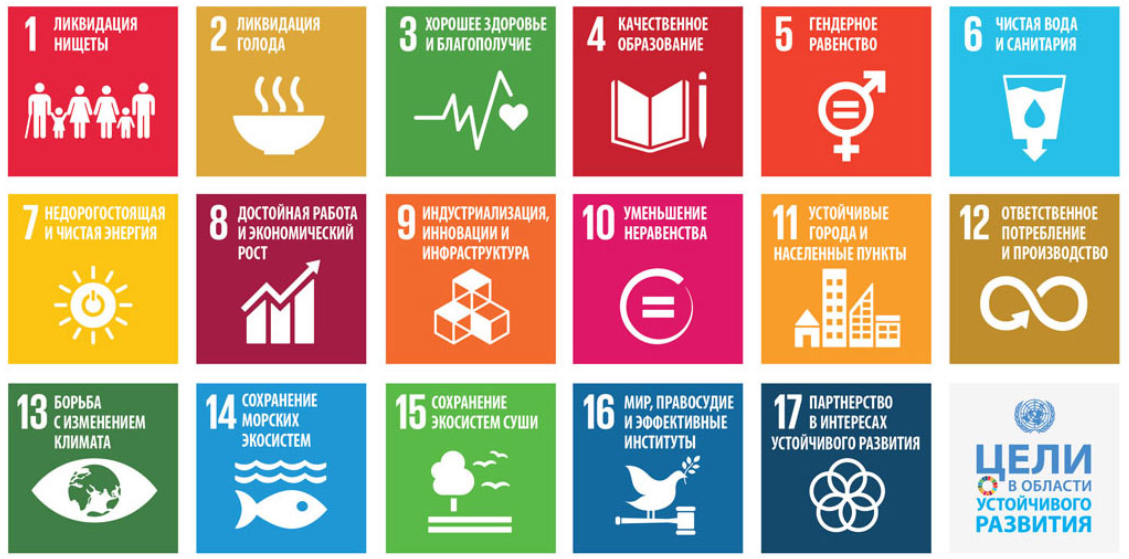 1 ЛИКВИДАЦИЯ
НИЩЕТЫ
2 ЛИКВИДАЦИЯ
ГОЛОДА
3 ХОРОШЕЕ ЗДОРОВЬЕ
И БЛАГОПОЛУЧИЕ
4 КАЧЕСТВЕННОЕ
ОБРАЗОВАНИЕ
5 ГЕНДЕРНОЕ
РАВЕНСТВО
6 ЧИСТАЯ ВОДА
И САНИТАРИЯ
7 НЕДОРОГОСТОЯЩАЯ
И ЧИСТАЯ ЭНЕРГИЯ
8 ДОСТОЙНАЯ РАБОТА
И ЭКОНОМИЧЕСКИЙ
РОСТ
9 ИНДУСТРИАЛИЗАЦИЯ,
ИННОВАЦИИ И
ИНФРАСТРУКТУРА
10 УМЕНЬШЕНИЕ
НЕРАВЕНСТВА
11 УСТОЙЧИВЫЕ
ГОРОДА И
НАСЕЛЕННЫЕ ПУНКТЫ
12 ОТВЕТСТВЕННОЕ
ПОТРЕБЛЕНИЕ
И ПРОИЗВОДСТВО
13 БОРЬБА
С ИЗМЕНЕНИЕМ
КЛИМАТА
14 СОХРАНЕНИЕ
МОРСКИХ
ЭКОСИСТЕМ
15 СОХРАНЕНИЕ
ЭКОСИСТЕМ СУШИ
16 МИР, ПРАВОСУДИЕ
И ЭФФЕКТИВНЫЕ
ИНСТИТУТЫ
17 ПАРТНЕРСТВО
В ИНТЕРЕСАХ
УСТОЙЧИВОГО РАЗВИТИЯ
ЦЕЛИ
В ОБЛАСТИ
УСТОЙЧИВОГО
РАЗВИТИЯ